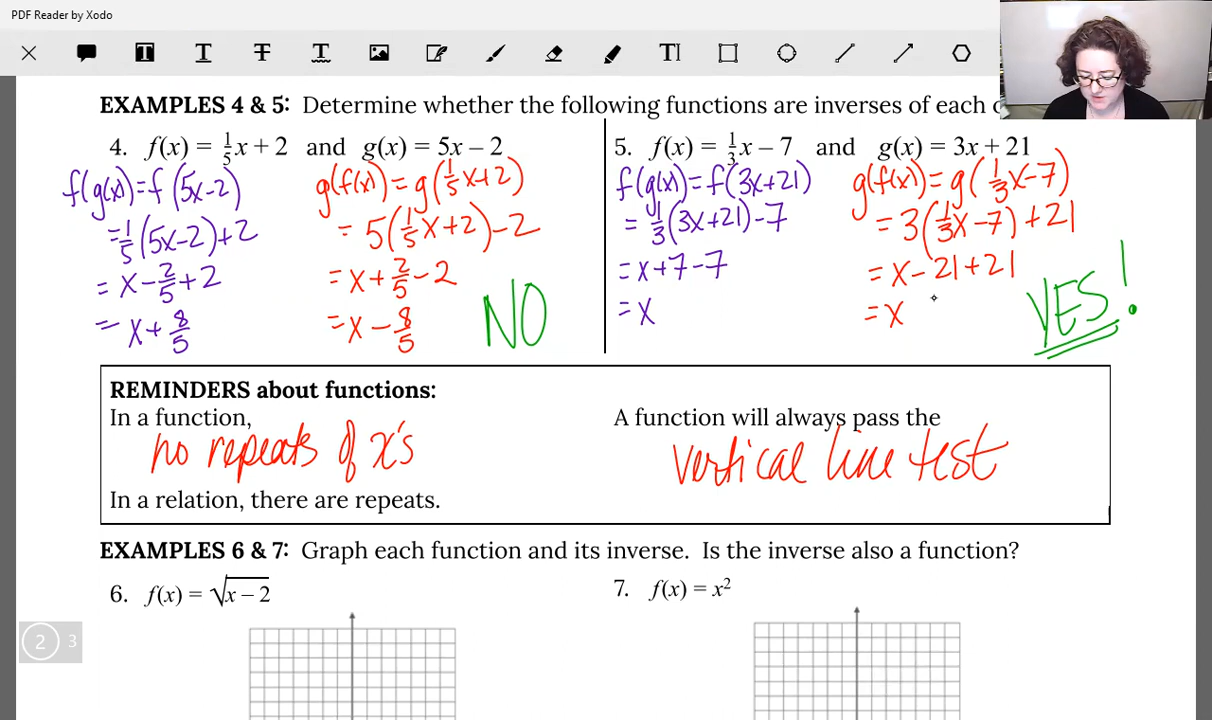 PDF Reader by Xodo
EXAMPLES 4 & 5: Determine whether the following functions are inverses of each
4. f(x) = 1/5 x + 2 and g(x) = 5x – 2
f(g(x)) = f(5x-2)
= 1/5(5x-2)+2
= x - 2/5 + 2
= x + 8/5
g(f(x)) = g(1/5x+2)
= 5(1/5x+2)-2
= x + 2/5 - 2
= x - 8/5
NO
5. f(x) = 1/3 x – 7 and g(x) = 3x + 21
f(g(x)) = f(3x+21)
= 1/3(3x+21)-7
= x+7-7
= x
g(f(x)) = g(1/3x-7)
= 3(1/3x-7)+21
= x-21+21
= x
YES!
REMINDERS about functions:
In a function,
no repeats of x's
In a relation, there are repeats.
A function will always pass the
vertical line test
EXAMPLES 6 & 7: Graph each function and its inverse. Is the inverse also a function?
6. f(x) = √(x – 2)
7. f(x) = x²
2 3